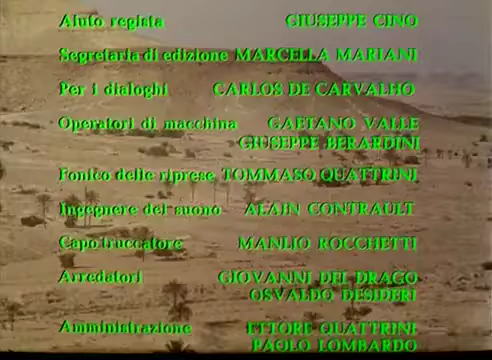 Aiuto regista GIUSEPPE CINO
Segretaria di edizione MARCELLA MARIANI
Per i dialoghi CARLOS DE CARVALHO
Operatori di macchina GAETANO VALLE
GIUSEPPE BERARDINI
Fonico delle riprese TOMMASO QUATTRINI
Ingegnere del suono ALAIN CONTRAULT
Capo truccatore MANLIO ROCCHETTI
Arredatori GIOVANNI DEL DRAGO
OSVALDO DESIDERI
Amministrazione ETTORE QUATTRINI
PAOLO LOMBARDO